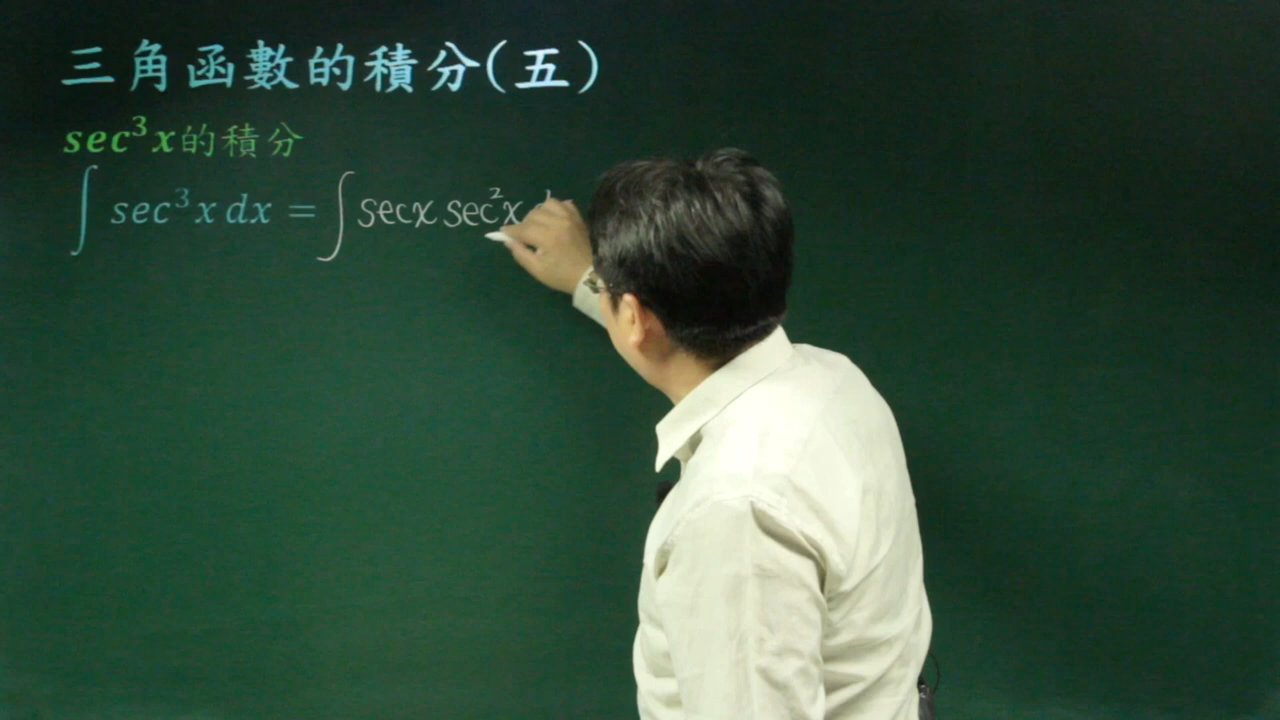 三角函數的積分(五)
sec³x的積分
∫ sec³x dx = ∫ secx sec²x